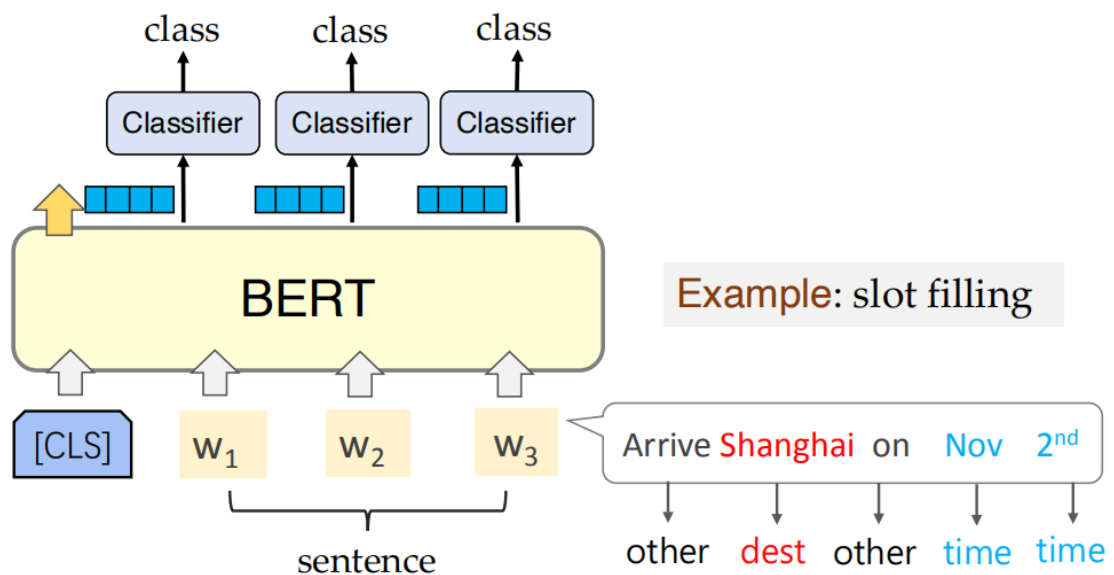 class class class
Classifier Classifier Classifier
BERT
Example: slot filling
[CLS] w₁ w₂ w₃
Arrive Shanghai on Nov 2ⁿᵈ
sentence
other dest other time time